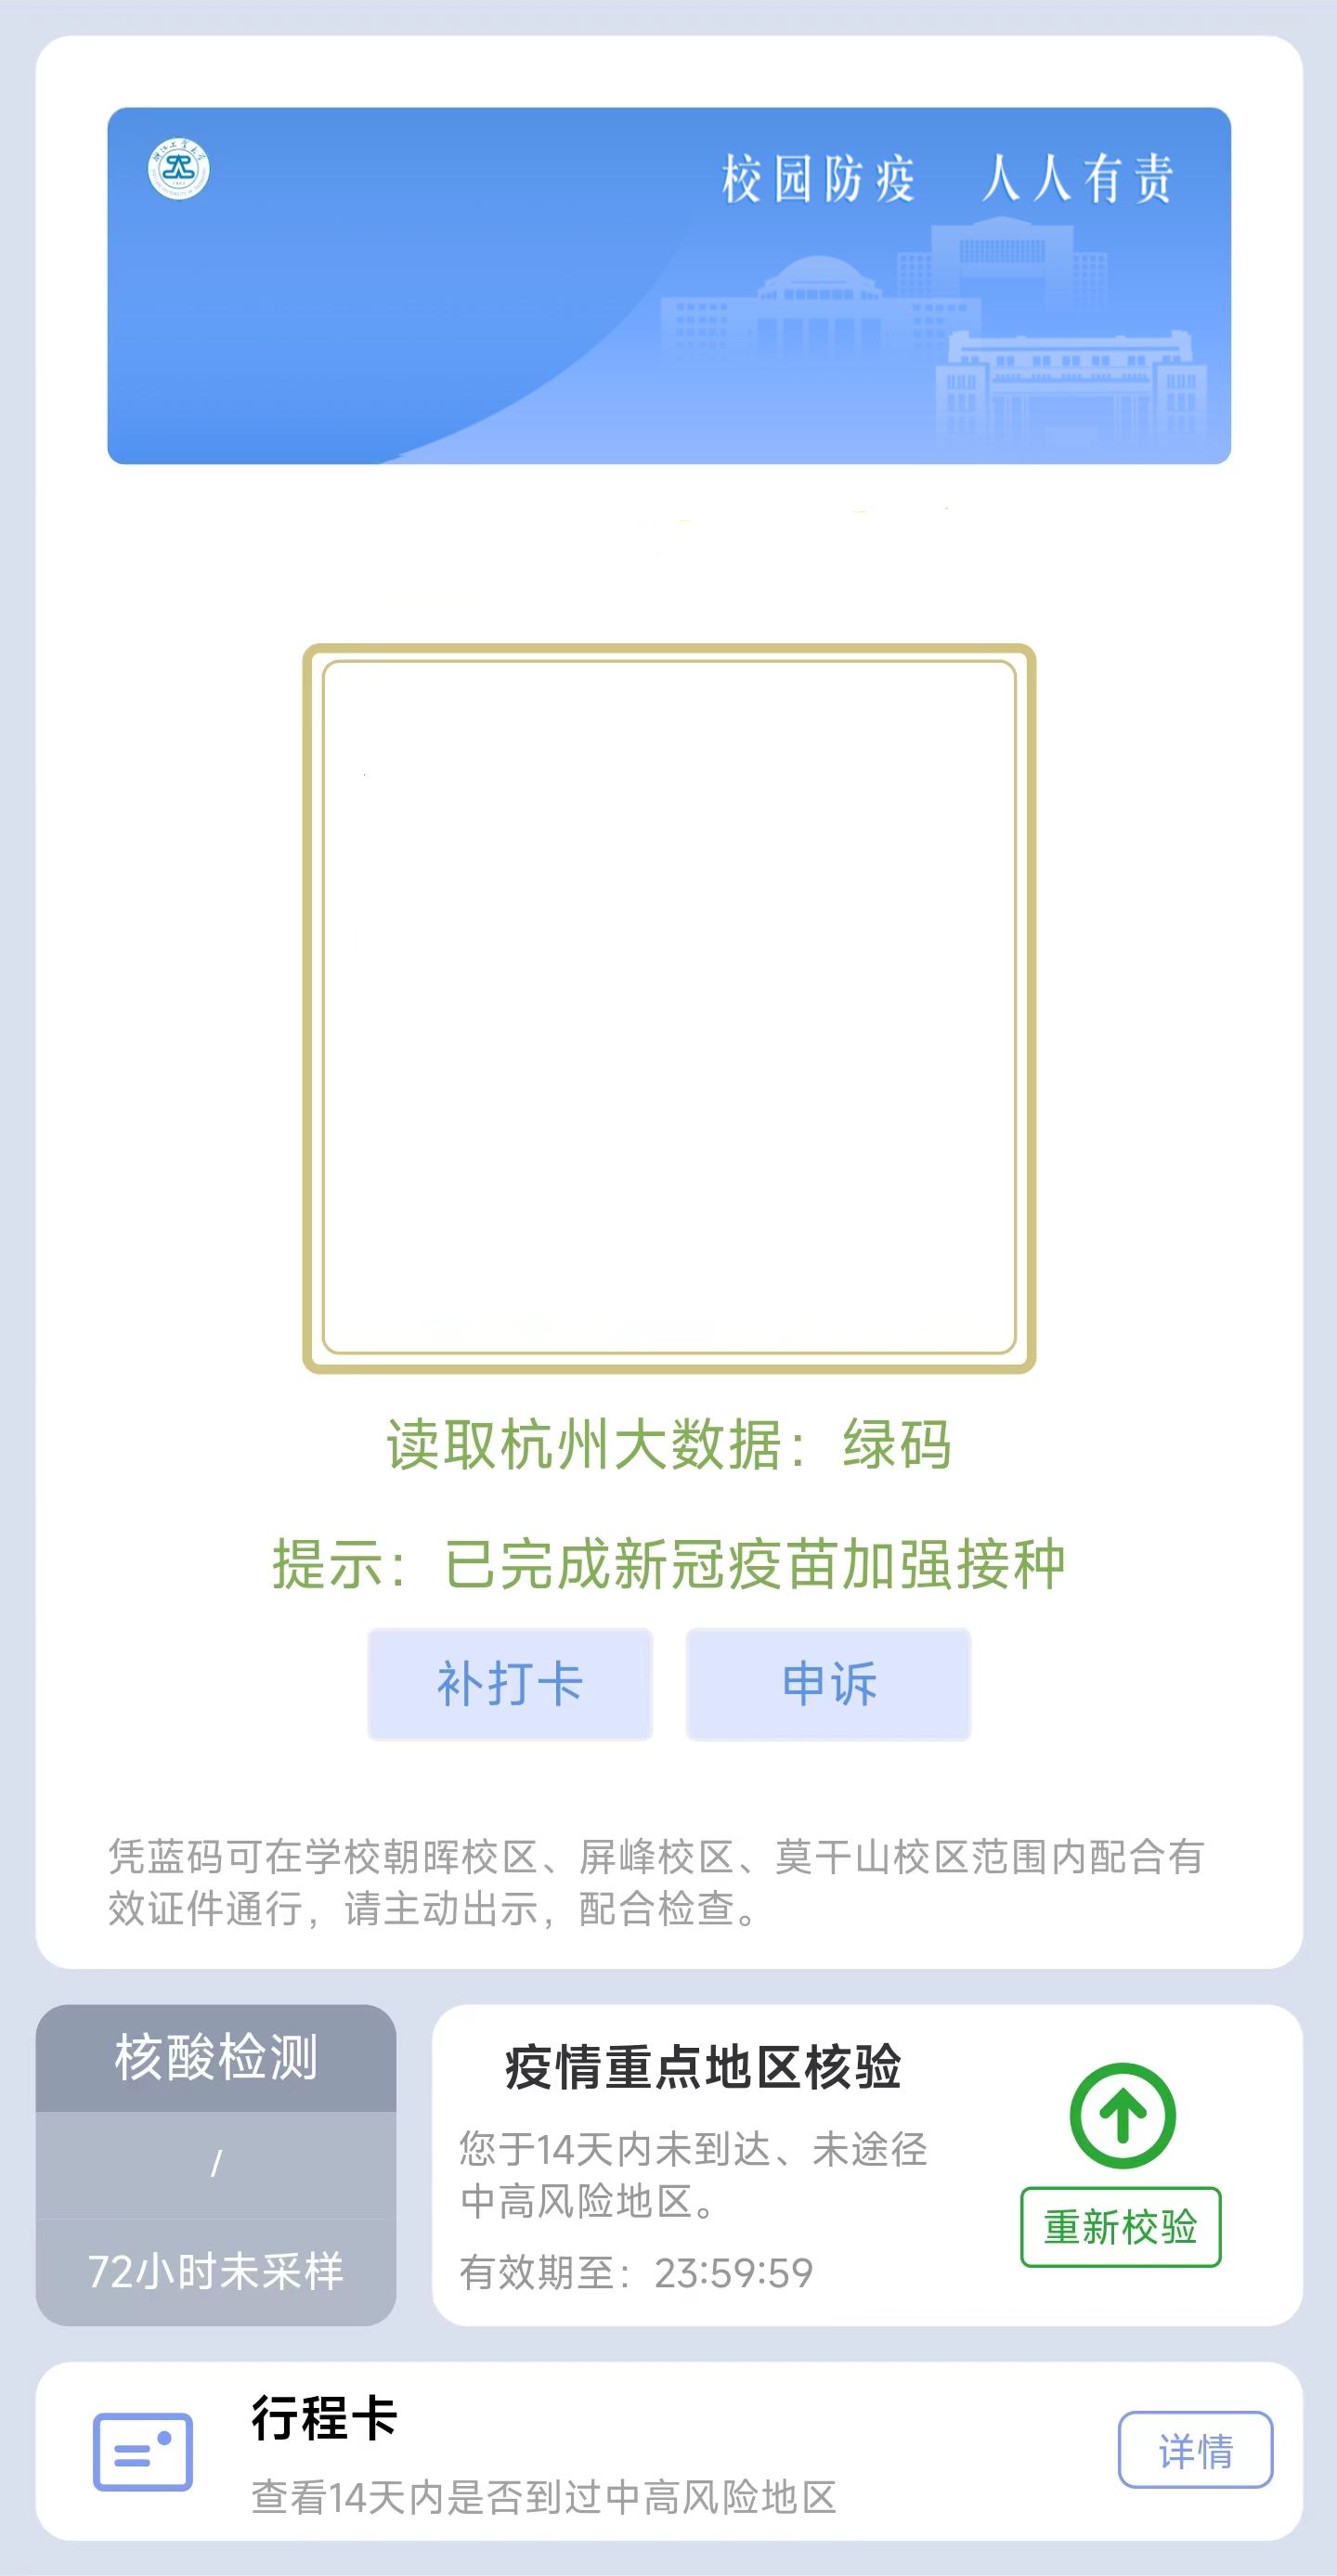 浙江工业大学
校园防疫 人人有责
读取杭州大数据：绿码
提示：已完成新冠疫苗加强接种
补打卡 申诉
凭蓝码可在学校朝晖校区、屏峰校区、莫干山校区范围内配合有
效证件通行，请主动出示，配合检查。
核酸检测
/
72小时未采样
疫情重点地区核验
您于14天内未到达、未途径
中高风险地区。
有效期至：23:59:59
重新校验
行程卡
查看14天内是否到过中高风险地区
详情